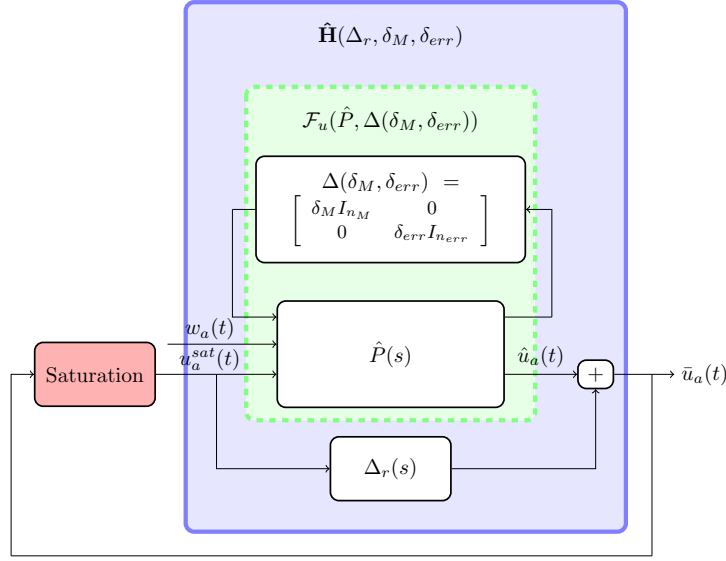 𝐇̂(Δ_r, δ_M, δ_err)
ℱ_u(P̂, Δ(δ_M, δ_err))
Δ(δ_M, δ_err) =
[ δ_M I_{n_M} 0 ]
[ 0 δ_err I_{n_err} ]
w_a(t)
u_a^{sat}(t)
Saturation
P̂(s)
û_a(t)
+
ū_a(t)
Δ_r(s)